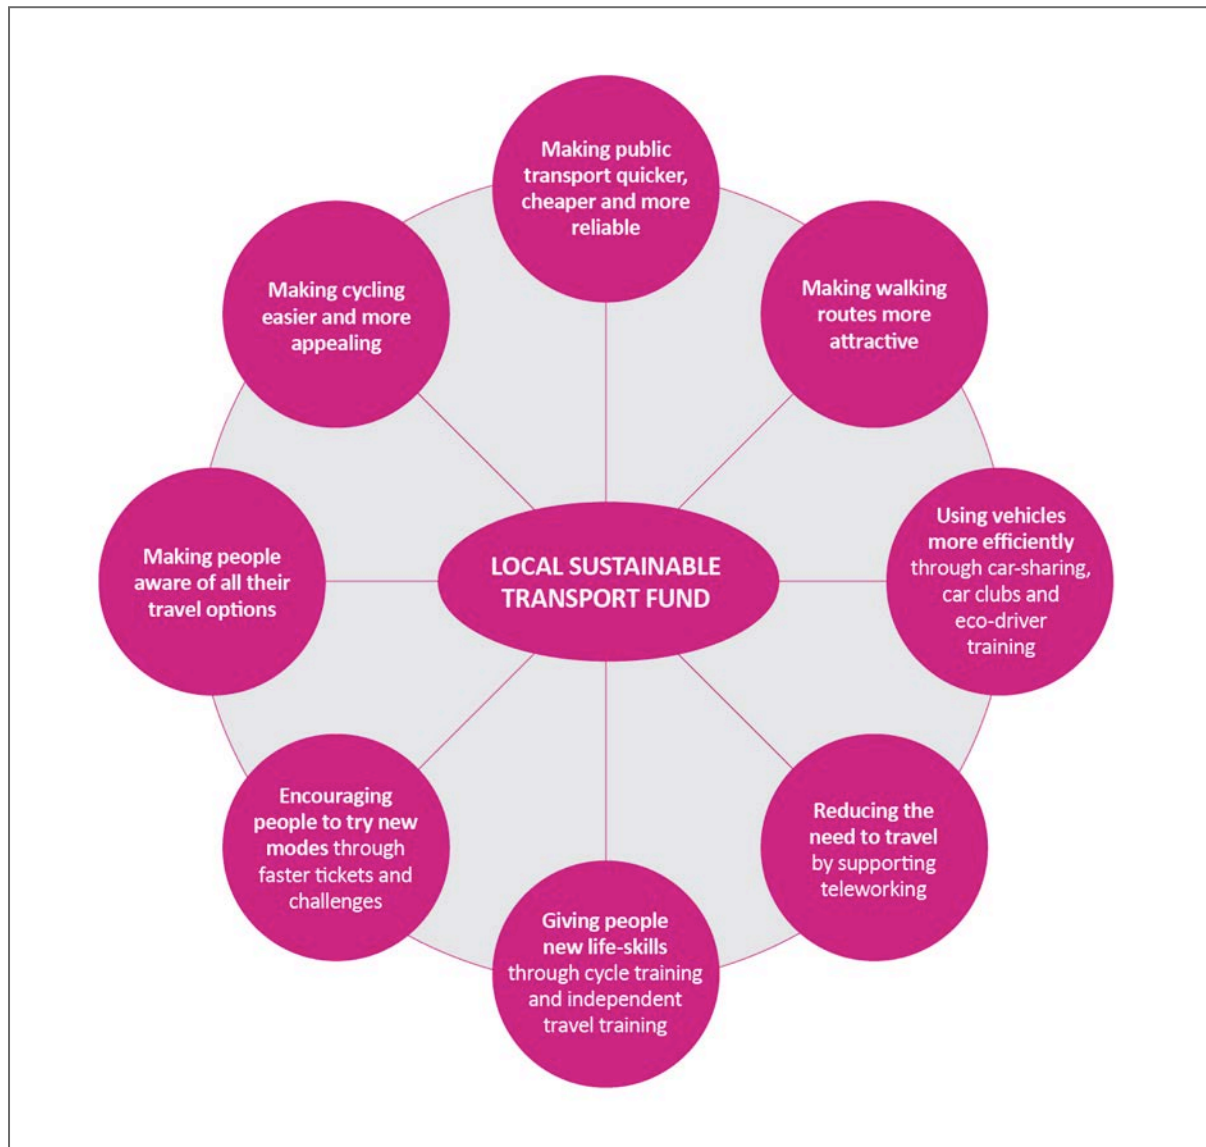 Making public
transport quicker,
cheaper and more
reliable
Making walking
routes more
attractive
Using vehicles
more efficiently
through car-sharing,
car clubs and
eco-driver
training
Reducing the
need to travel
by supporting
teleworking
Giving people
new life-skills
through cycle training
and independent
travel training
Encouraging
people to try new
modes through
faster tickets and
challenges
Making people
aware of all their
travel options
Making cycling
easier and more
appealing
LOCAL SUSTAINABLE
TRANSPORT FUND